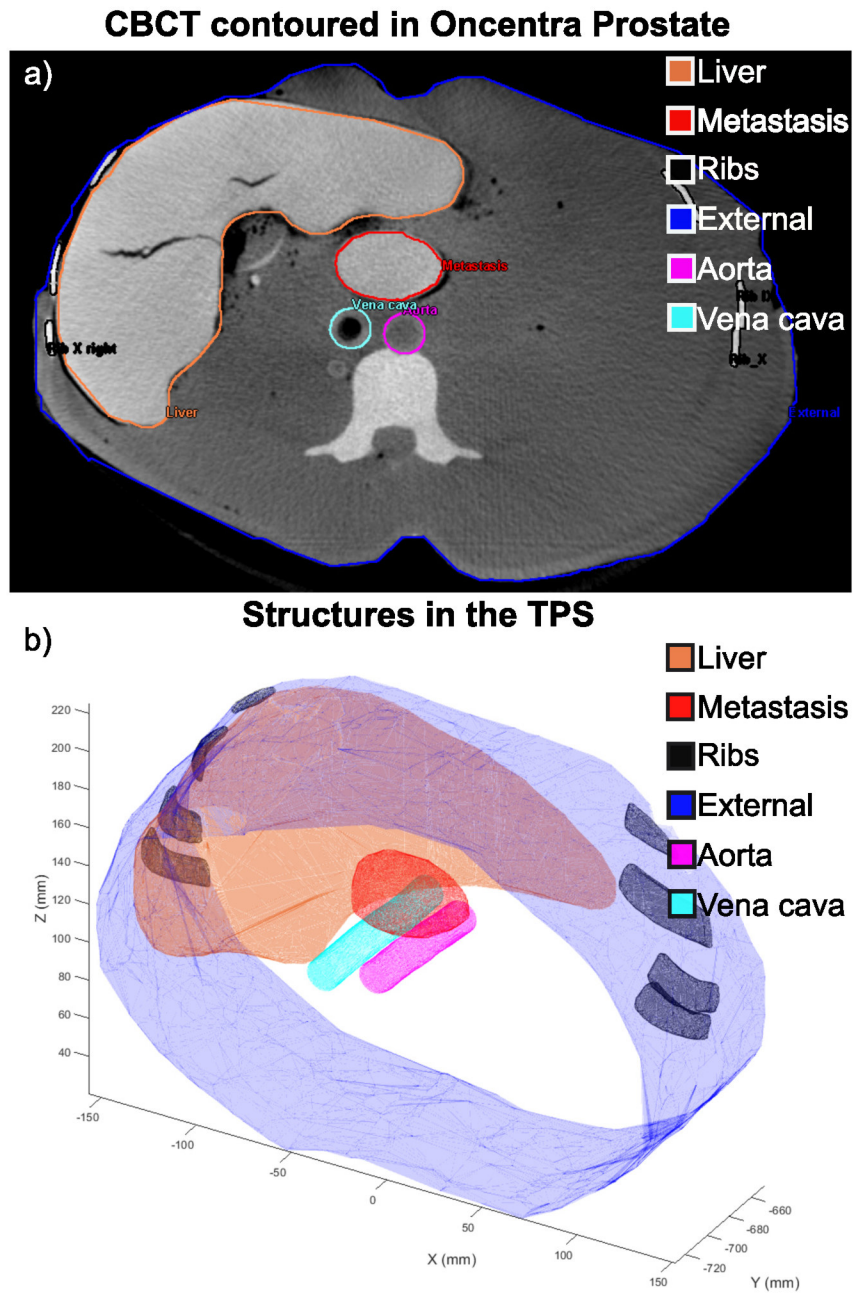 CBCT contoured in Oncentra Prostate
a)
Liver
Metastasis
Ribs
External
Aorta
Vena cava
Metastasis
Vena cava
Aorta
Rib IX
Rib X right
Rib_X
Liver
External
Structures in the TPS
b)
Liver
Metastasis
Ribs
External
Aorta
Vena cava
220
200
180
160
140
120
100
80
60
40
Z (mm)
-150
-100
-50
0
50
100
150
X (mm)
-660
-680
-700
-720
Y (mm)